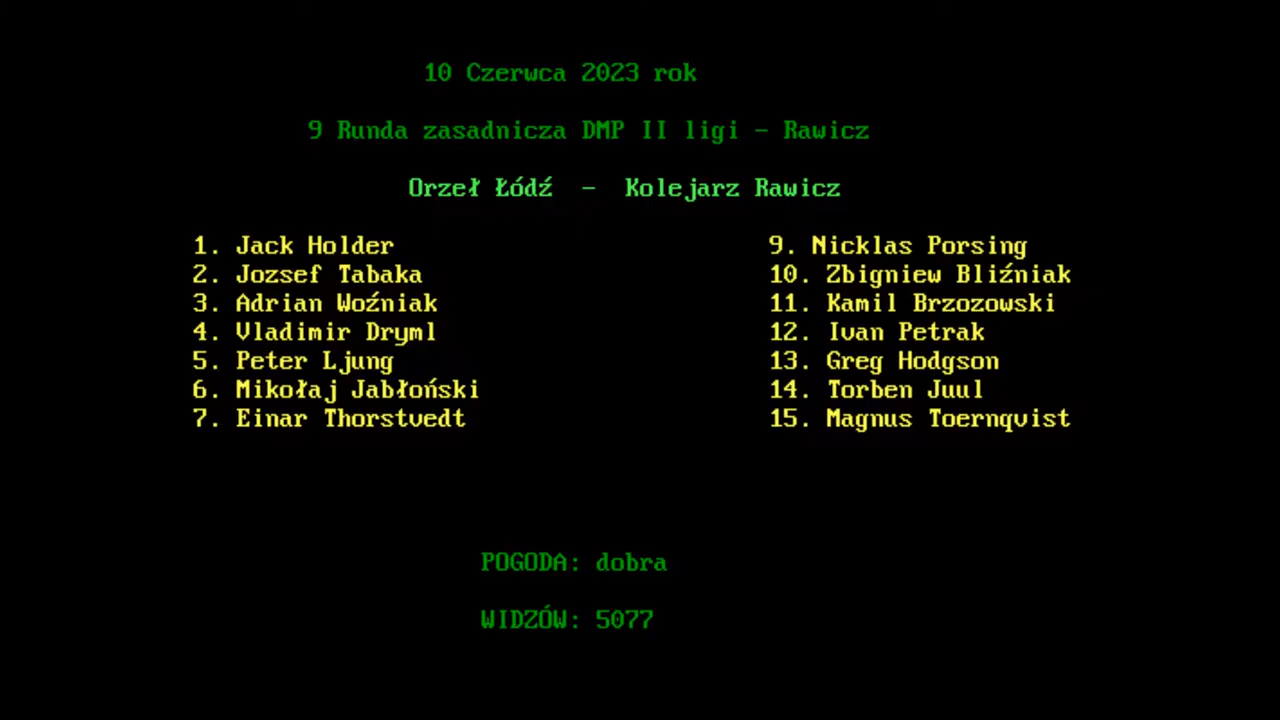 10 Czerwca 2023 rok
9 Runda zasadnicza DMP II ligi - Rawicz
Orzeł Łódź - Kolejarz Rawicz
1. Jack Holder
2. Jozsef Tabaka
3. Adrian Woźniak
4. Vladimir Dryml
5. Peter Ljung
6. Mikołaj Jabłoński
7. Einar Thorstvedt
9. Nicklas Porsing
10. Zbigniew Bliźniak
11. Kamil Brzozowski
12. Ivan Petrak
13. Greg Hodgson
14. Torben Juul
15. Magnus Toernqvist
POGODA: dobra
WIDZÓW: 5077